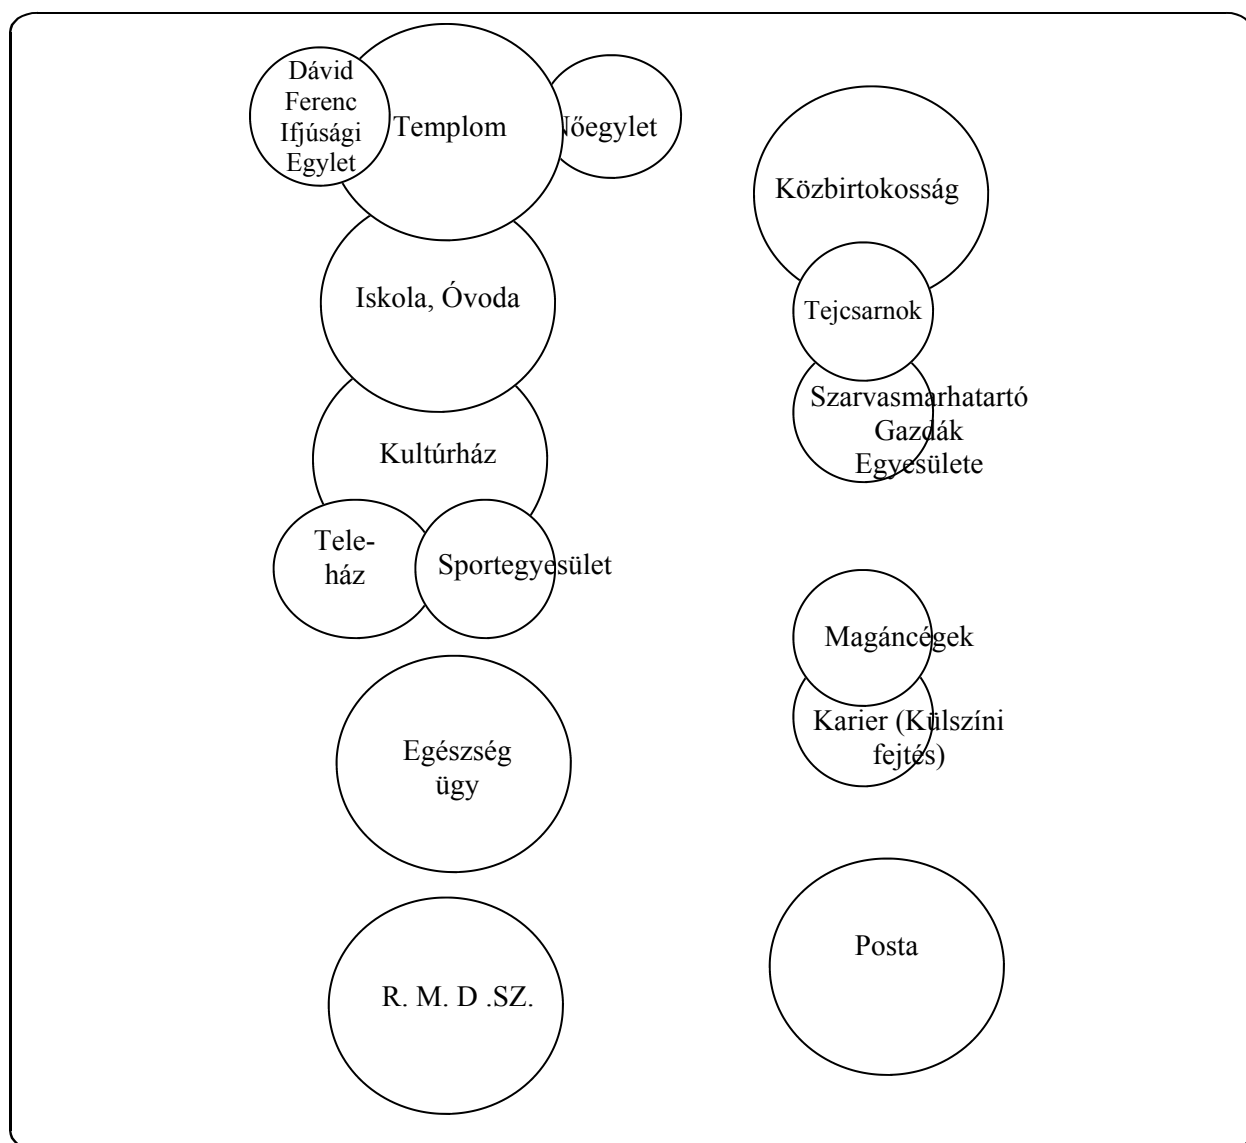 Dávid
Ferenc
Ifjúsági
Egylet
Templom
Nőegylet
Iskola, Óvoda
Kultúrház
Tele-
ház
Sportegyesület
Egészség
ügy
R. M. D .SZ.
Közbirtokosság
Tejcsarnok
Szarvasmarhatartó
Gazdák
Egyesülete
Magáncégek
Karier (Külszíni
fejtés)
Posta